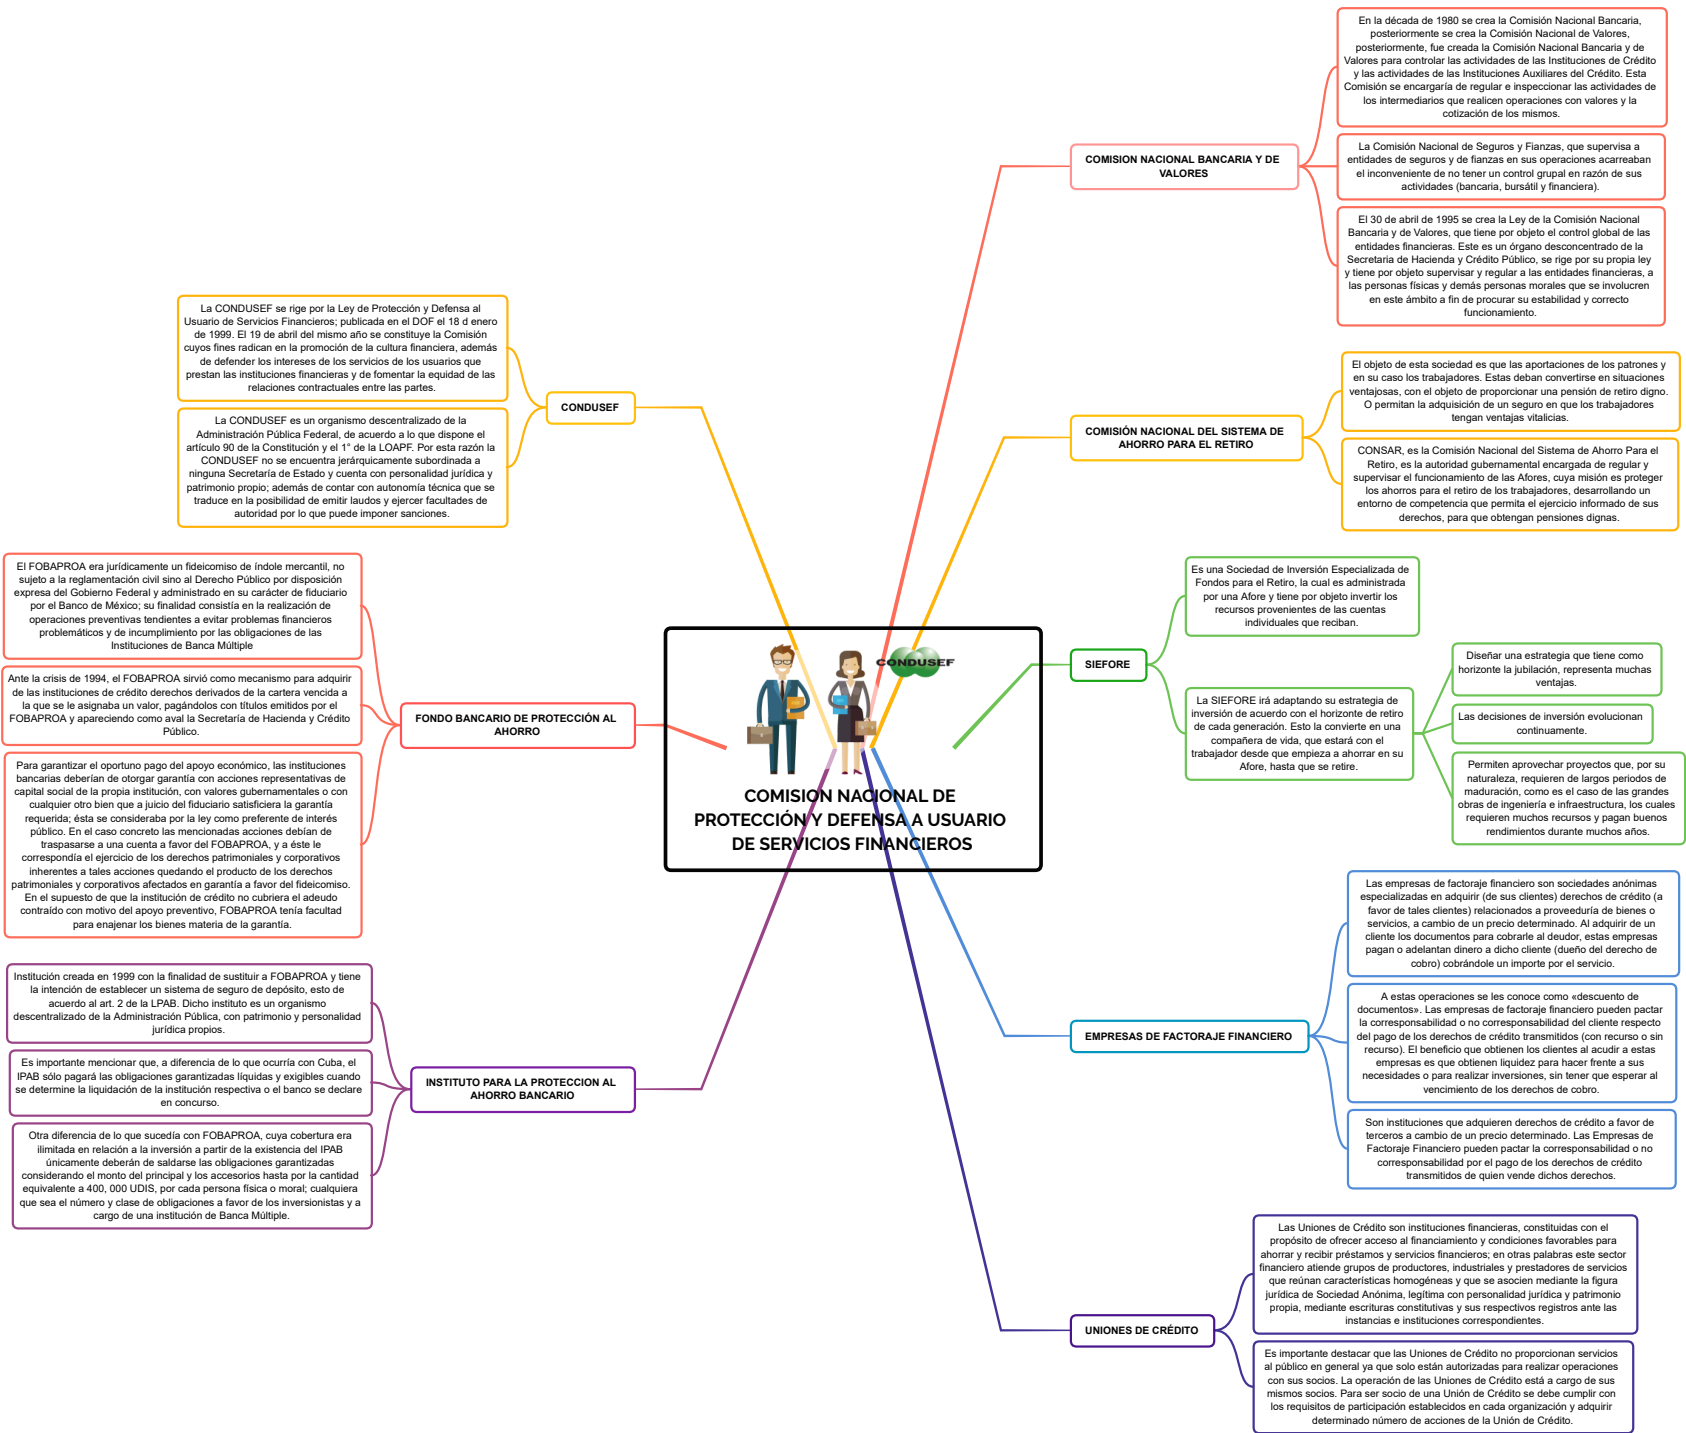 En la década de 1980 se crea la Comisión Nacional Bancaria,
posteriormente se crea la Comisión Nacional de Valores,
posteriormente, fue creada la Comisión Nacional Bancaria y de
Valores para controlar las actividades de las Instituciones de Crédito
y las actividades de las Instituciones Auxiliares del Crédito. Esta
Comisión se encargaría de regular e inspeccionar las actividades de
los intermediarios que realicen operaciones con valores y la
cotización de los mismos.
COMISION NACIONAL BANCARIA Y DE
VALORES
La Comisión Nacional de Seguros y Fianzas, que supervisa a
entidades de seguros y de fianzas en sus operaciones acarreaban
el inconveniente de no tener un control grupal en razón de sus
actividades (bancaria, bursátil y financiera).
El 30 de abril de 1995 se crea la Ley de la Comisión Nacional
Bancaria y de Valores, que tiene por objeto el control global de las
entidades financieras. Este es un órgano desconcentrado de la
Secretaria de Hacienda y Crédito Público, se rige por su propia ley
y tiene por objeto supervisar y regular a las entidades financieras, a
las personas físicas y demás personas morales que se involucren
en este ámbito a fin de procurar su estabilidad y correcto
funcionamiento.
La CONDUSEF se rige por la Ley de Protección y Defensa al
Usuario de Servicios Financieros; publicada en el DOF el 18 d enero
de 1999. El 19 de abril del mismo año se constituye la Comisión
cuyos fines radican en la promoción de la cultura financiera, además
de defender los intereses de los servicios de los usuarios que
prestan las instituciones financieras y de fomentar la equidad de las
relaciones contractuales entre las partes.
CONDUSEF
La CONDUSEF es un organismo descentralizado de la
Administración Pública Federal, de acuerdo a lo que dispone el
artículo 90 de la Constitución y el 1° de la LOAPF. Por esta razón la
CONDUSEF no se encuentra jerárquicamente subordinada a
ninguna Secretaría de Estado y cuenta con personalidad jurídica y
patrimonio propio; además de contar con autonomía técnica que se
traduce en la posibilidad de emitir laudos y ejercer facultades de
autoridad por lo que puede imponer sanciones.
El objeto de esta sociedad es que las aportaciones de los patrones y
en su caso los trabajadores. Estas deban convertirse en situaciones
ventajosas, con el objeto de proporcionar una pensión de retiro digno.
O permitan la adquisición de un seguro en que los trabajadores
tengan ventajas vitalicias.
COMISIÓN NACIONAL DEL SISTEMA DE
AHORRO PARA EL RETIRO
CONSAR, es la Comisión Nacional del Sistema de Ahorro Para el
Retiro, es la autoridad gubernamental encargada de regular y
supervisar el funcionamiento de las Afores, cuya misión es proteger
los ahorros para el retiro de los trabajadores, desarrollando un
entorno de competencia que permita el ejercicio informado de sus
derechos, para que obtengan pensiones dignas.
El FOBAPROA era jurídicamente un fideicomiso de índole mercantil, no
sujeto a la reglamentación civil sino al Derecho Público por disposición
expresa del Gobierno Federal y administrado en su carácter de fiduciario
por el Banco de México; su finalidad consistía en la realización de
operaciones preventivas tendientes a evitar problemas financieros
problemáticos y de incumplimiento por las obligaciones de las
Instituciones de Banca Múltiple
Ante la crisis de 1994, el FOBAPROA sirvió como mecanismo para adquirir
de las instituciones de crédito derechos derivados de la cartera vencida a
la que se le asignaba un valor, pagándolos con títulos emitidos por el
FOBAPROA y apareciendo como aval la Secretaría de Hacienda y Crédito
Público.
FONDO BANCARIO DE PROTECCIÓN AL
AHORRO
Para garantizar el oportuno pago del apoyo económico, las instituciones
bancarias deberían de otorgar garantía con acciones representativas de
capital social de la propia institución, con valores gubernamentales o con
cualquier otro bien que a juicio del fiduciario satisficiera la garantía
requerida; ésta se consideraba por la ley como preferente de interés
público. En el caso concreto las mencionadas acciones debían de
traspasarse a una cuenta a favor del FOBAPROA, y a éste le
correspondía el ejercicio de los derechos patrimoniales y corporativos
inherentes a tales acciones quedando el producto de los derechos
patrimoniales y corporativos afectados en garantía a favor del fideicomiso.
En el supuesto de que la institución de crédito no cubriera el adeudo
contraído con motivo del apoyo preventivo, FOBAPROA tenía facultad
para enajenar los bienes materia de la garantía.
CONDUSEF
COMISION NACIONAL DE
PROTECCIÓN Y DEFENSA A USUARIO
DE SERVICIOS FINANCIEROS
Es una Sociedad de Inversión Especializada de
Fondos para el Retiro, la cual es administrada
por una Afore y tiene por objeto invertir los
recursos provenientes de las cuentas
individuales que reciban.
SIEFORE
La SIEFORE irá adaptando su estrategia de
inversión de acuerdo con el horizonte de retiro
de cada generación. Esto la convierte en una
compañera de vida, que estará con el
trabajador desde que empieza a ahorrar en su
Afore, hasta que se retire.
Diseñar una estrategia que tiene como
horizonte la jubilación, representa muchas
ventajas.
Las decisiones de inversión evolucionan
continuamente.
Permiten aprovechar proyectos que, por su
naturaleza, requieren de largos periodos de
maduración, como es el caso de las grandes
obras de ingeniería e infraestructura, los cuales
requieren muchos recursos y pagan buenos
rendimientos durante muchos años.
Las empresas de factoraje financiero son sociedades anónimas
especializadas en adquirir (de sus clientes) derechos de crédito (a
favor de tales clientes) relacionados a proveeduría de bienes o
servicios, a cambio de un precio determinado. Al adquirir de un
cliente los documentos para cobrarle al deudor, estas empresas
pagan o adelantan dinero a dicho cliente (dueño del derecho de
cobro) cobrándole un importe por el servicio.
EMPRESAS DE FACTORAJE FINANCIERO
A estas operaciones se les conoce como «descuento de
documentos». Las empresas de factoraje financiero pueden pactar
la corresponsabilidad o no corresponsabilidad del cliente respecto
del pago de los derechos de crédito transmitidos (con recurso o sin
recurso). El beneficio que obtienen los clientes al acudir a estas
empresas es que obtienen liquidez para hacer frente a sus
necesidades o para realizar inversiones, sin tener que esperar al
vencimiento de los derechos de cobro.
Son instituciones que adquieren derechos de crédito a favor de
terceros a cambio de un precio determinado. Las Empresas de
Factoraje Financiero pueden pactar la corresponsabilidad o no
corresponsabilidad por el pago de los derechos de crédito
transmitidos de quien vende dichos derechos.
Institución creada en 1999 con la finalidad de sustituir a FOBAPROA y tiene
la intención de establecer un sistema de seguro de depósito, esto de
acuerdo al art. 2 de la LPAB. Dicho instituto es un organismo
descentralizado de la Administración Pública, con patrimonio y personalidad
jurídica propios.
Es importante mencionar que, a diferencia de lo que ocurría con Cuba, el
IPAB sólo pagará las obligaciones garantizadas líquidas y exigibles cuando
se determine la liquidación de la institución respectiva o el banco se declare
en concurso.
INSTITUTO PARA LA PROTECCION AL
AHORRO BANCARIO
Otra diferencia de lo que sucedía con FOBAPROA, cuya cobertura era
ilimitada en relación a la inversión a partir de la existencia del IPAB
únicamente deberán de saldarse las obligaciones garantizadas
considerando el monto del principal y los accesorios hasta por la cantidad
equivalente a 400, 000 UDIS, por cada persona física o moral; cualquiera
que sea el número y clase de obligaciones a favor de los inversionistas y a
cargo de una institución de Banca Múltiple.
Las Uniones de Crédito son instituciones financieras, constituidas con el
propósito de ofrecer acceso al financiamiento y condiciones favorables para
ahorrar y recibir préstamos y servicios financieros; en otras palabras este sector
financiero atiende grupos de productores, industriales y prestadores de servicios
que reúnan características homogéneas y que se asocien mediante la figura
jurídica de Sociedad Anónima, legítima con personalidad jurídica y patrimonio
propia, mediante escrituras constitutivas y sus respectivos registros ante las
instancias e instituciones correspondientes.
UNIONES DE CRÉDITO
Es importante destacar que las Uniones de Crédito no proporcionan servicios
al público en general ya que solo están autorizadas para realizar operaciones
con sus socios. La operación de las Uniones de Crédito está a cargo de sus
mismos socios. Para ser socio de una Unión de Crédito se debe cumplir con
los requisitos de participación establecidos en cada organización y adquirir
determinado número de acciones de la Unión de Crédito.